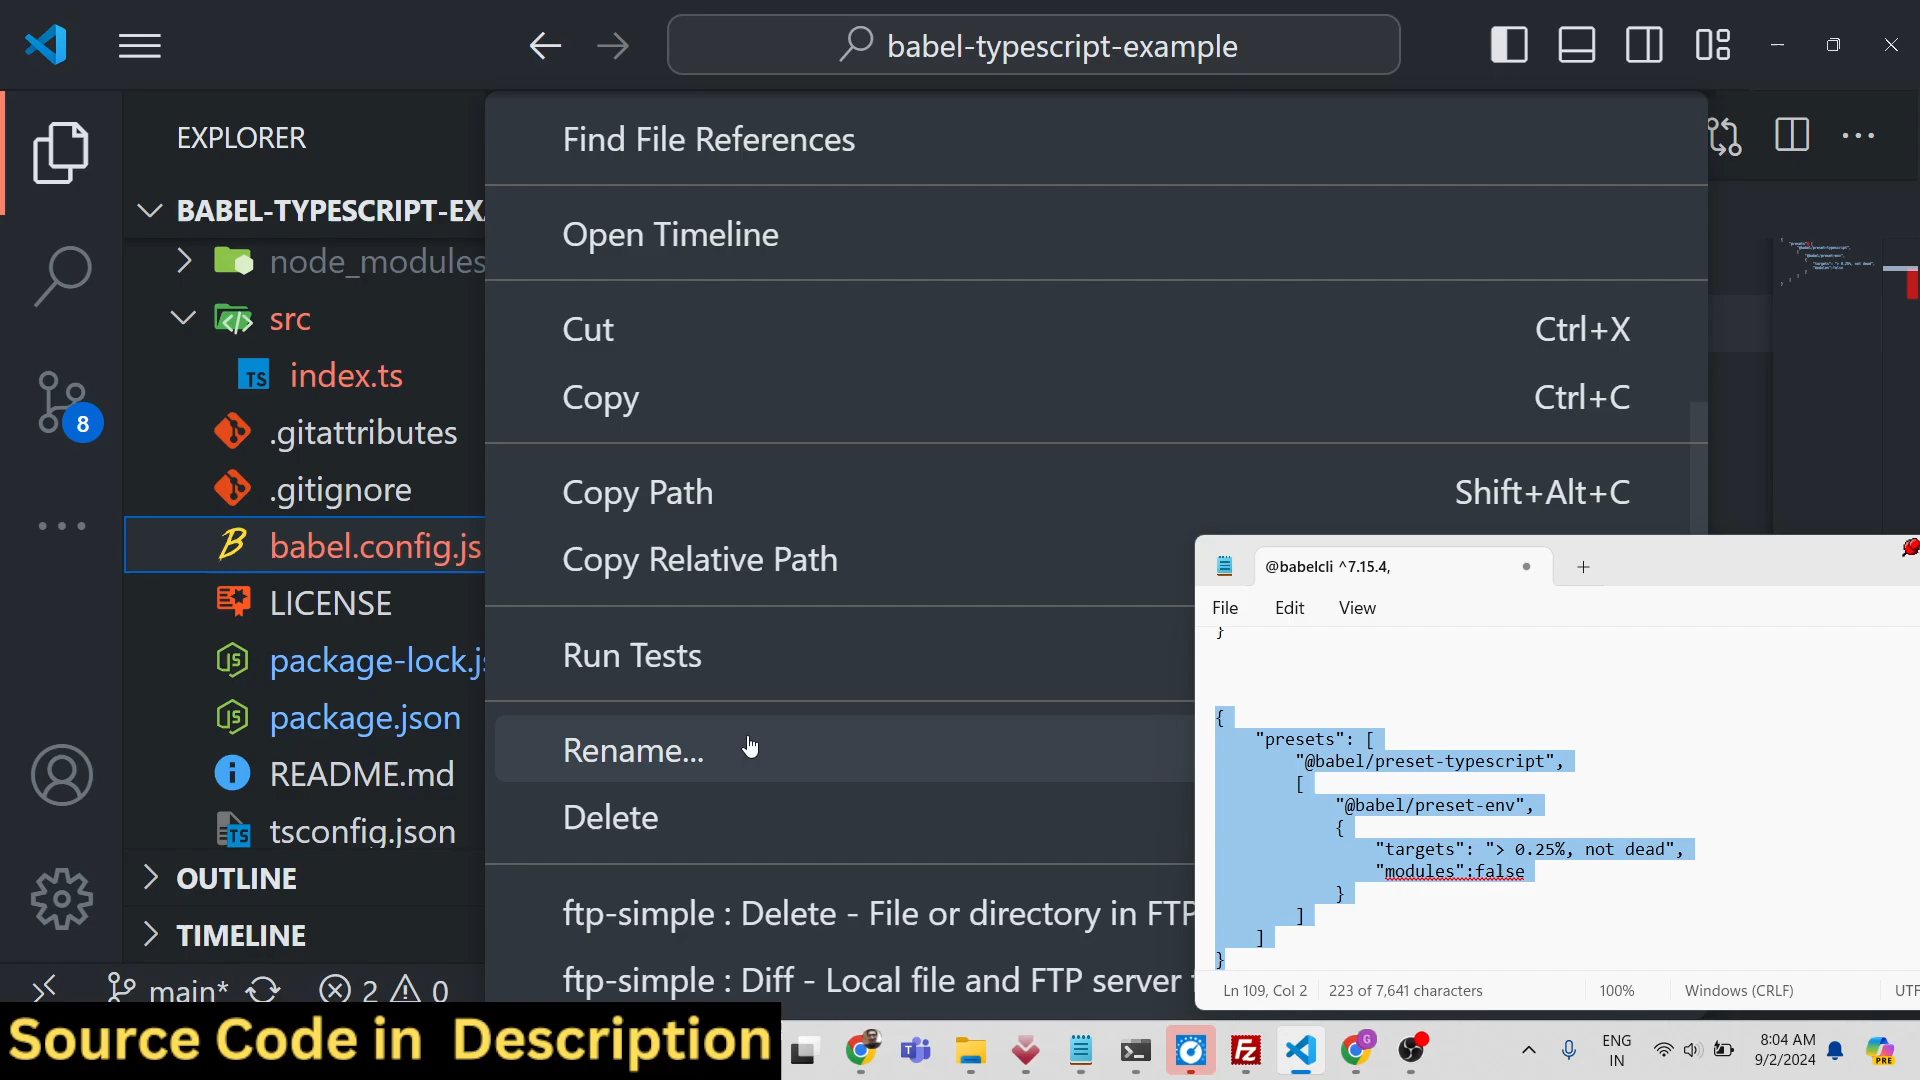 babel-typescript-example
EXPLORER
BABEL-TYPESCRIPT-EX
node_modules
src
TS index.ts
.gitattributes
.gitignore
babel.config.js
LICENSE
package-lock.js
package.json
README.md
TS tsconfig.json
OUTLINE
TIMELINE
8
main*
2
0
Find File References
Open Timeline
Cut Ctrl+X
Copy Ctrl+C
Copy Path Shift+Alt+C
Copy Relative Path
Run Tests
Rename...
Delete
ftp-simple : Delete - File or directory in FTP
ftp-simple : Diff - Local file and FTP server
@babelcli ^7.15.4,
File Edit View
}
{
"presets": [
"@babel/preset-typescript",
[
"@babel/preset-env",
{
"targets": "> 0.25%, not dead",
"modules":false
}
]
]
}
Ln 109, Col 2 223 of 7,641 characters 100% Windows (CRLF) UTF
Source Code in Description
ENG
IN
8:04 AM
9/2/2024
PRE